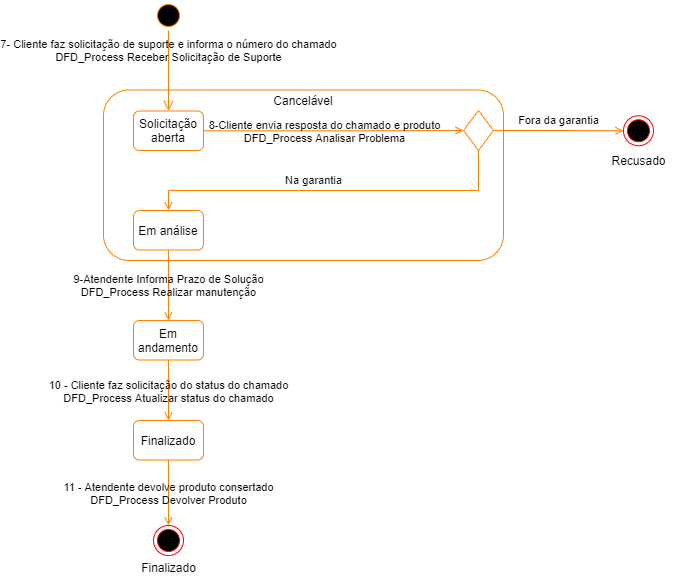 7- Cliente faz solicitação de suporte e informa o número do chamado
DFD_Process Receber Solicitação de Suporte
Cancelável
Solicitação
aberta
8-Cliente envia resposta do chamado e produto
DFD_Process Analisar Problema
Fora da garantia
Recusado
Na garantia
Em análise
9-Atendente Informa Prazo de Solução
DFD_Process Realizar manutenção
Em
andamento
10 - Cliente faz solicitação do status do chamado
DFD_Process Atualizar status do chamado
Finalizado
11 - Atendente devolve produto consertado
DFD_Process Devolver Produto
Finalizado